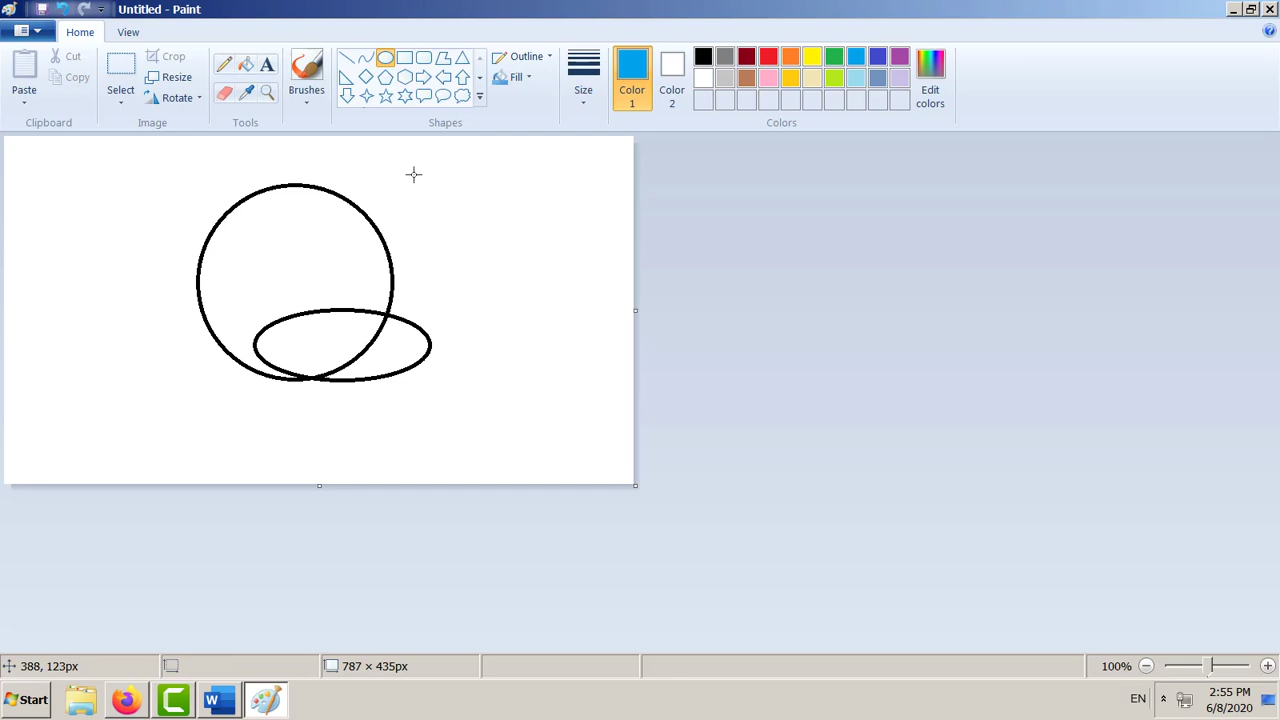 Untitled - Paint
Home
View
Paste
Cut
Copy
Clipboard
Select
Crop
Resize
Rotate
Image
A
Tools
Brushes
Outline
Fill
Shapes
Size
Color 1
Color 2
Edit colors
Colors
388, 123px
787 × 435px
100%
Start
W
EN
2:55 PM
6/8/2020